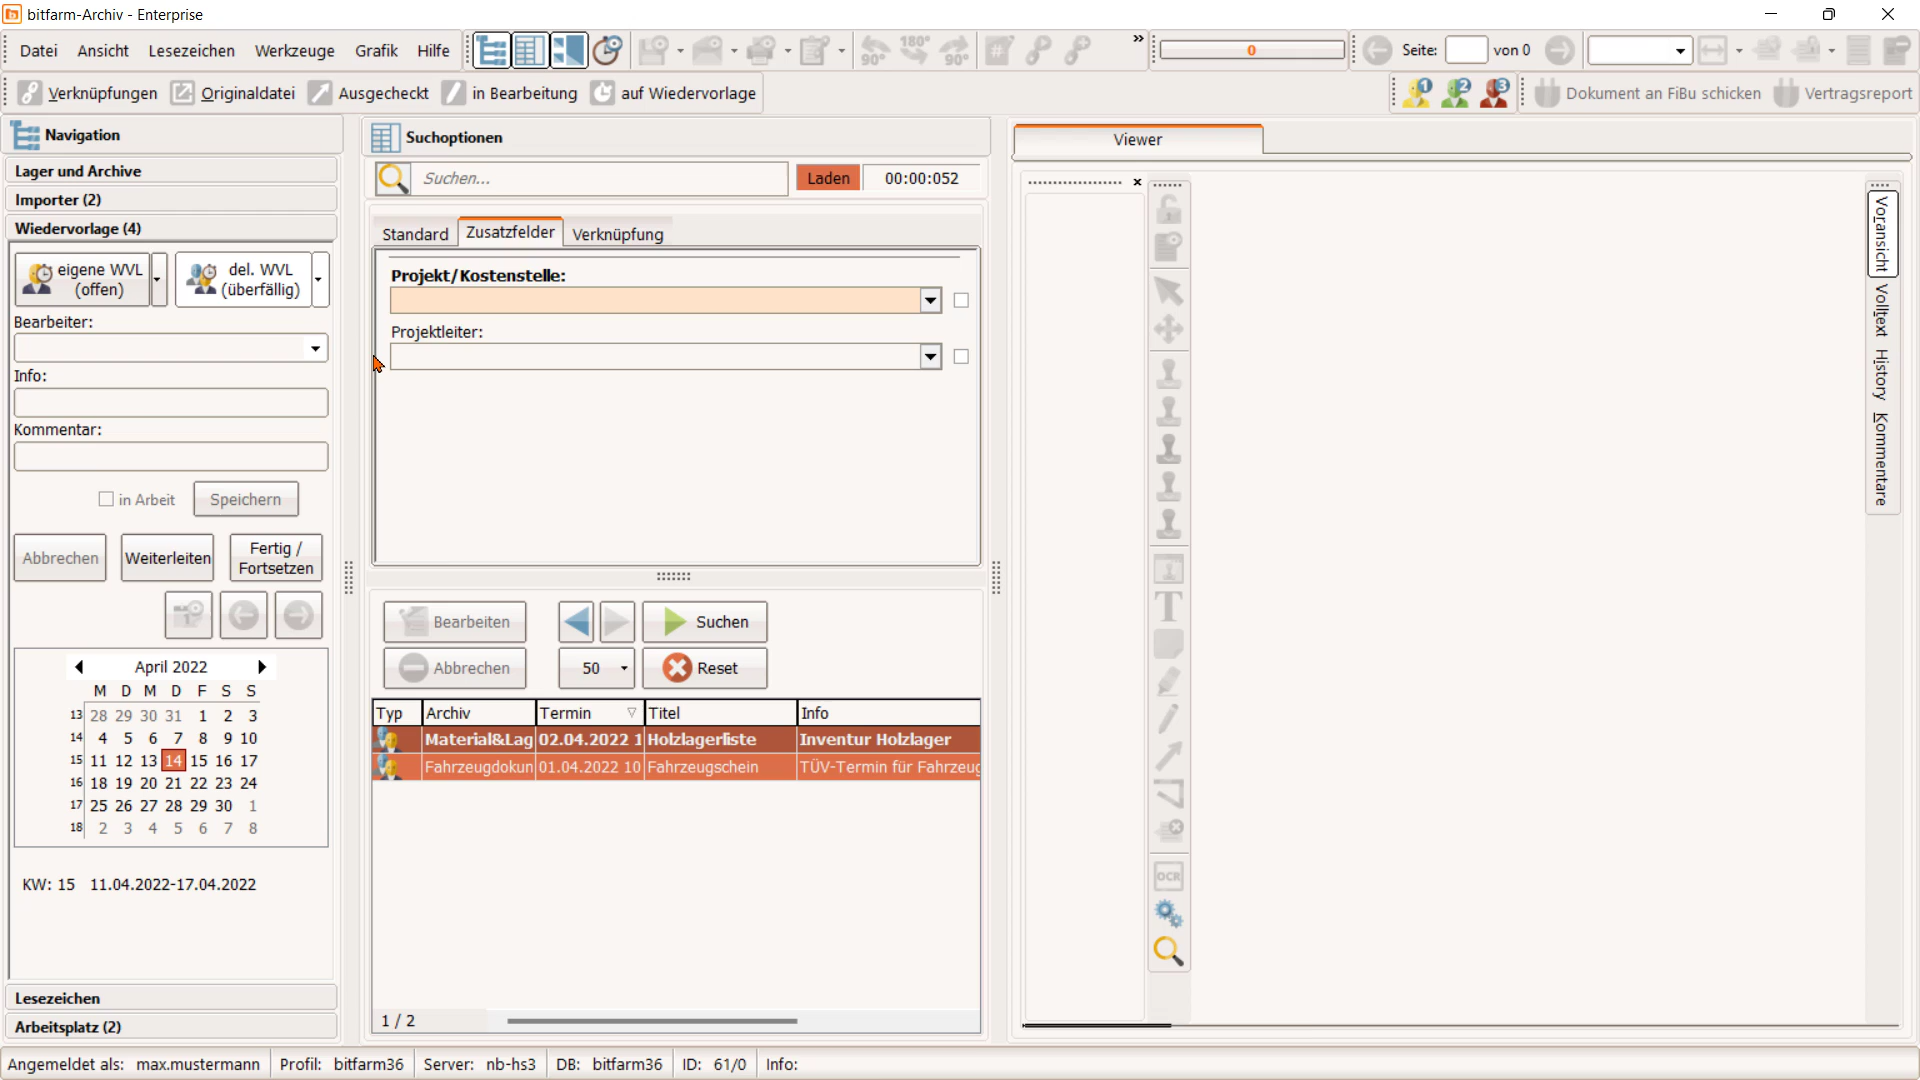 bitfarm-Archiv - Enterprise
Datei Ansicht Lesezeichen Werkzeuge Grafik Hilfe
180°
90° 90°
#
»
0
Seite: von 0
Verknüpfungen Originaldatei Ausgecheckt in Bearbeitung auf Wiedervorlage
1 2 3
Dokument an FiBu schicken Vertragsreport
Navigation
Lager und Archive
Importer (2)
Wiedervorlage (4)
eigene WVL (offen)
del. WVL (überfällig)
Bearbeiter:
Info:
Kommentar:
in Arbeit Speichern
Abbrechen Weiterleiten Fertig / Fortsetzen
1
April 2022
M D M D F S S
13 28 29 30 31 1 2 3
14 4 5 6 7 8 9 10
15 11 12 13 14 15 16 17
16 18 19 20 21 22 23 24
17 25 26 27 28 29 30 1
18 2 3 4 5 6 7 8
KW: 15 11.04.2022-17.04.2022
Lesezeichen
Arbeitsplatz (2)
Suchoptionen
Suchen... Laden 00:00:052
Standard Zusatzfelder Verknüpfung
Projekt/Kostenstelle:
Projektleiter:
Bearbeiten Suchen
Abbrechen 50 Reset
Typ Archiv Termin Titel Info
Material&Lag 02.04.2022 1 Holzlagerliste Inventur Holzlager
Fahrzeugdokun 01.04.2022 10 Fahrzeugschein TÜV-Termin für Fahrzeug
1 / 2
Viewer
T
OCR
Voransicht
Volltext
History
Kommentare
Angemeldet als: max.mustermann Profil: bitfarm36 Server: nb-hs3 DB: bitfarm36 ID: 61/0 Info: